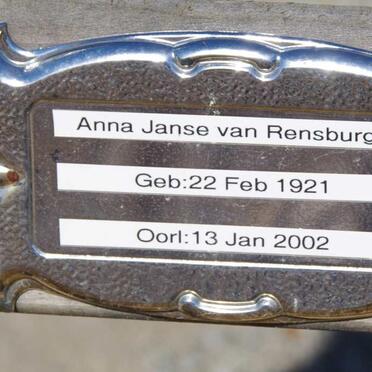 Anna Janse van Rensburg
Geb:22 Feb 1921
Oorl:13 Jan 2002